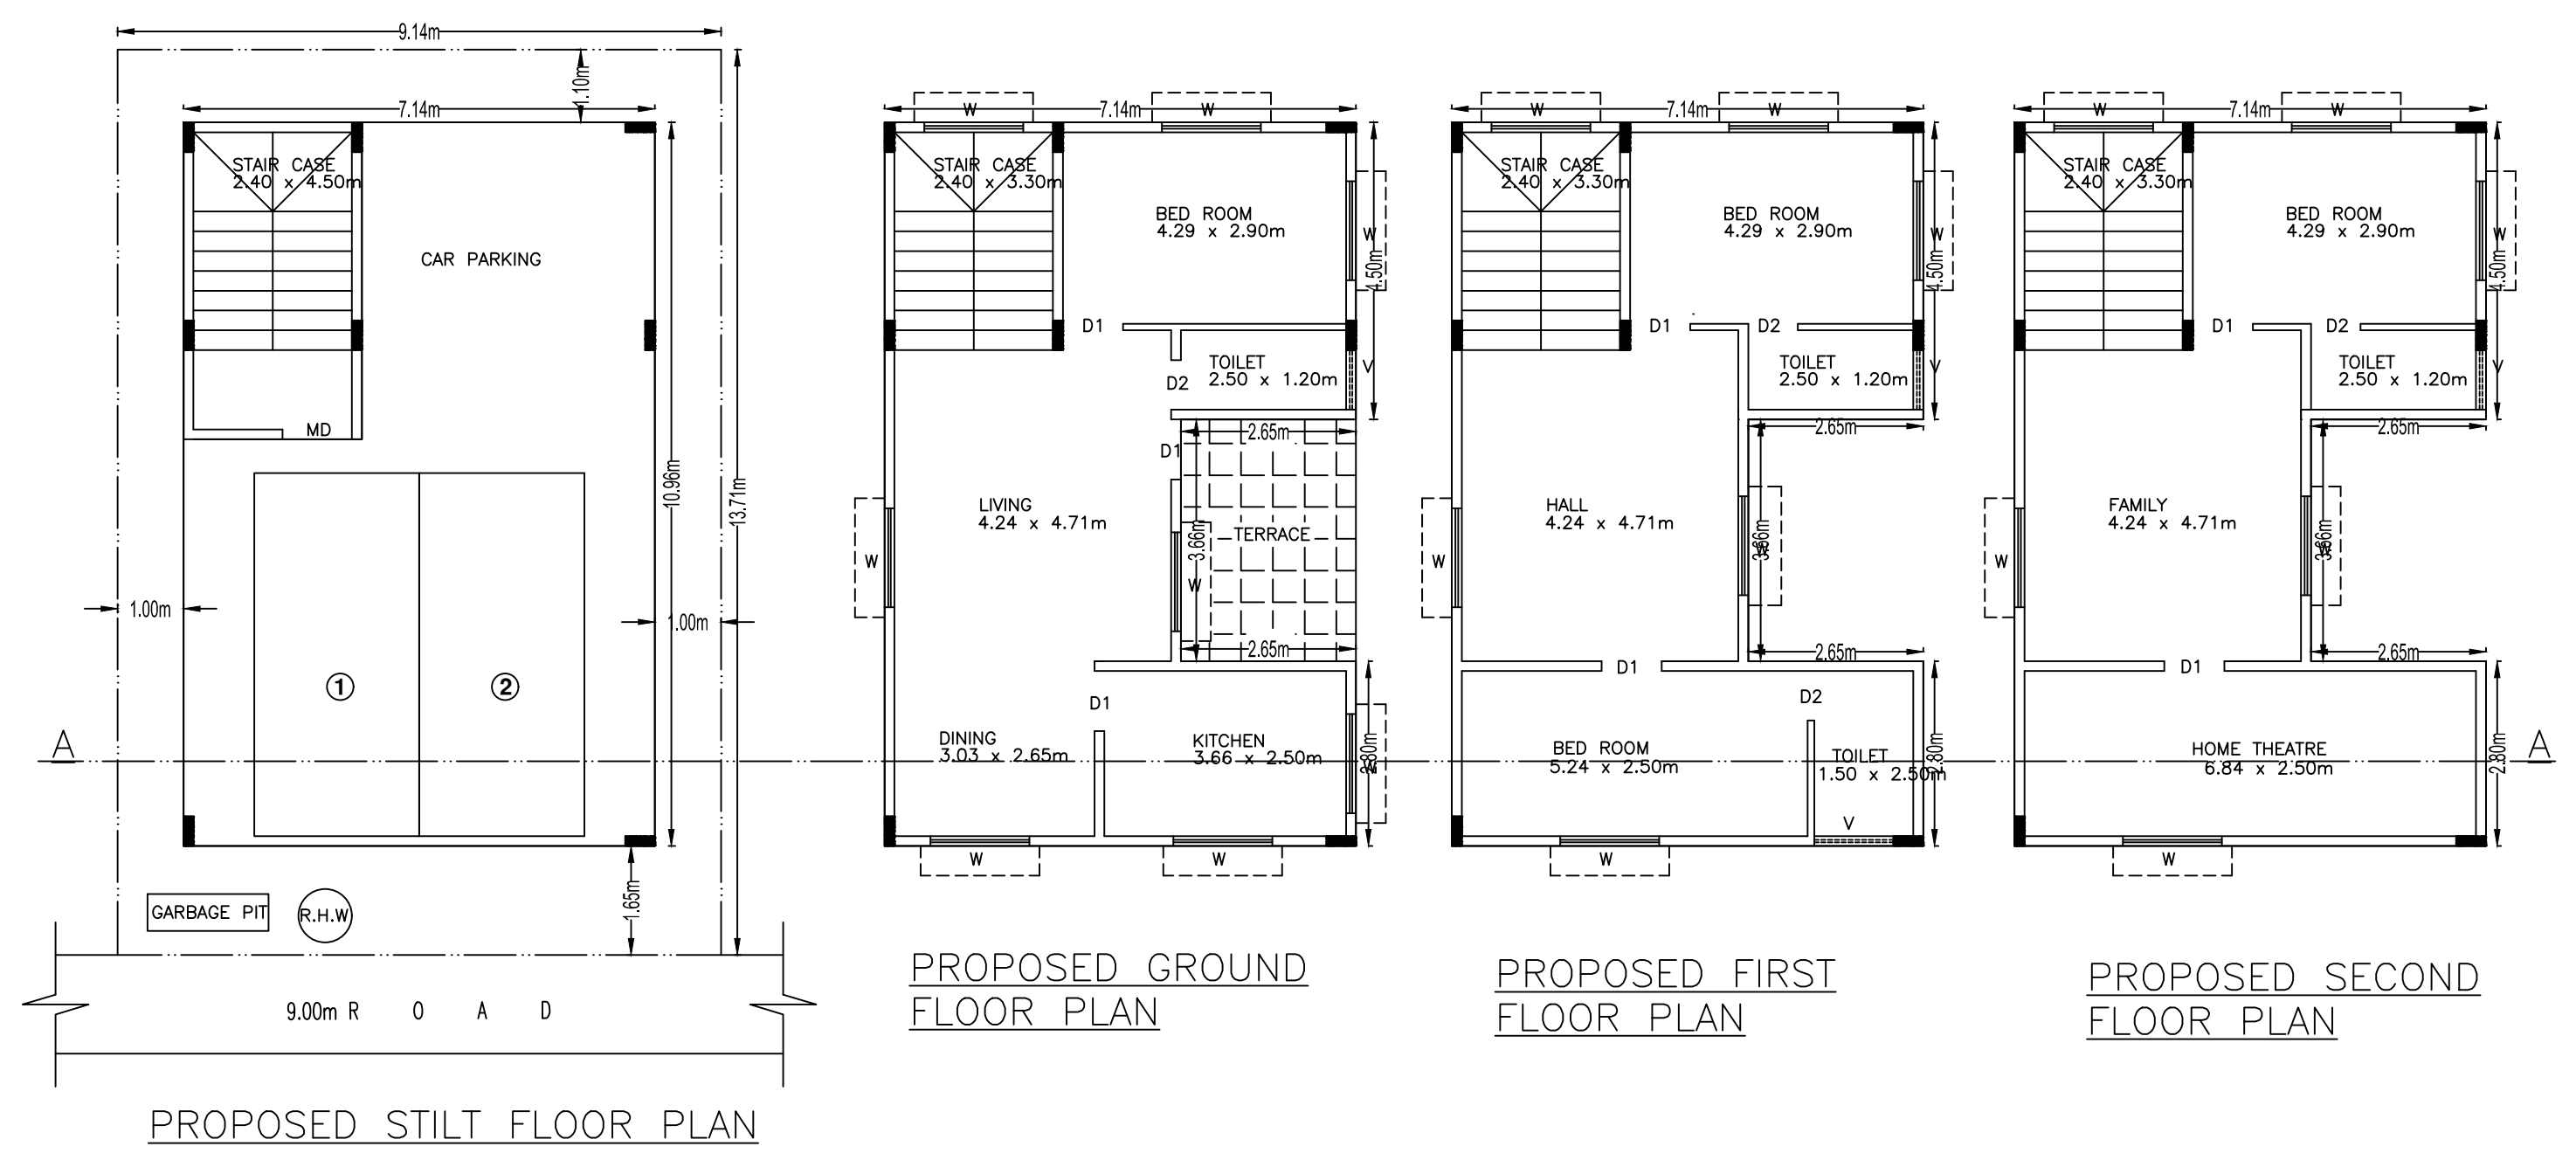 9.14m
1.10m
7.14m
STAIR CASE
2.40 x 4.50m
CAR PARKING
MD
10.96m
13.71m
1.00m
1.00m
1
2
A
1.65m
GARBAGE PIT
R.H.W
9.00m R O A D
PROPOSED STILT FLOOR PLAN
W
7.14m
W
STAIR CASE
2.40 x 3.30m
BED ROOM
4.29 x 2.90m
W
4.50m
D1
TOILET
2.50 x 1.20m
V
D2
2.65m
D1
LIVING
4.24 x 4.71m
3.66m
TERRACE
W
W
2.65m
D1
DINING
3.03 x 2.65m
KITCHEN
3.66 x 2.50m
2.80m
W
W
W
PROPOSED GROUND
FLOOR PLAN
W
7.14m
W
STAIR CASE
2.40 x 3.30m
BED ROOM
4.29 x 2.90m
W
4.50m
D1
D2
TOILET
2.50 x 1.20m
V
2.65m
HALL
4.24 x 4.71m
3.66m
W
W
2.65m
D1
D2
BED ROOM
5.24 x 2.50m
TOILET
1.50 x 2.50m
2.80m
V
W
PROPOSED FIRST
FLOOR PLAN
W
7.14m
W
STAIR CASE
2.40 x 3.30m
BED ROOM
4.29 x 2.90m
W
4.50m
D1
D2
TOILET
2.50 x 1.20m
V
2.65m
FAMILY
4.24 x 4.71m
3.66m
W
W
2.65m
D1
HOME THEATRE
6.84 x 2.50m
2.80m
A
W
PROPOSED SECOND
FLOOR PLAN